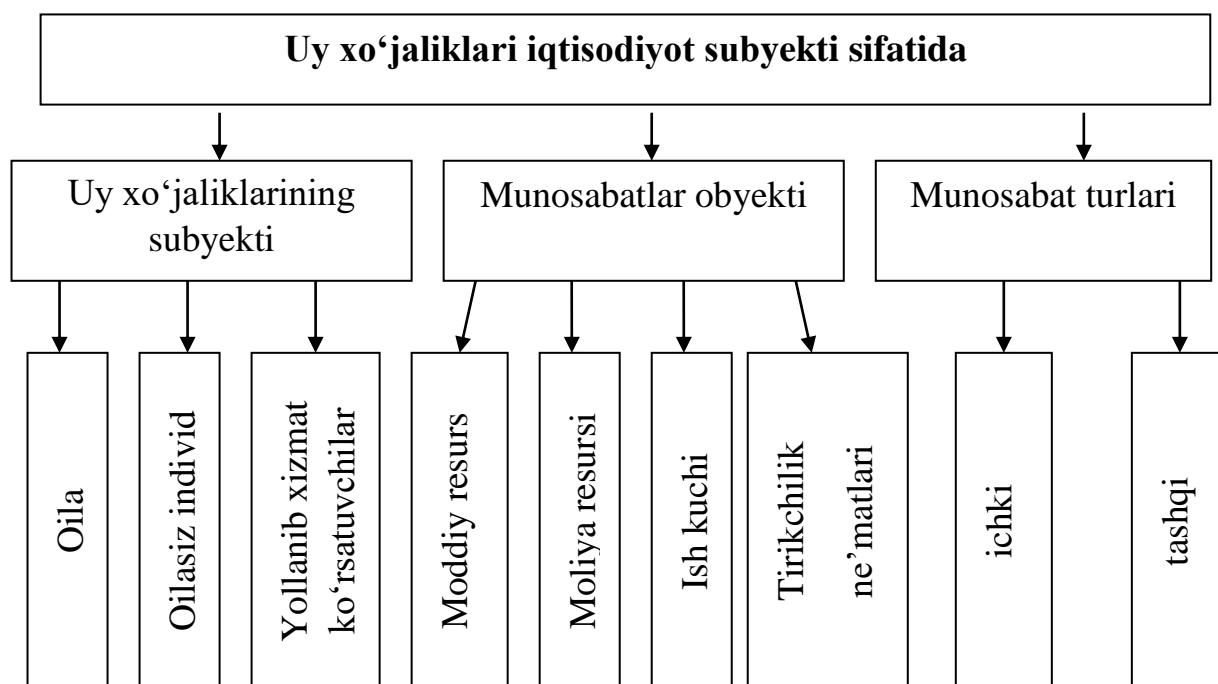 Uy xo‘jaliklari iqtisodiyot subyekti sifatida
Uy xo‘jaliklarining
subyekti
Munosabatlar obyekti
Munosabat turlari
Oila
Oilasiz individ
Yollanib xizmat
ko‘rsatuvchilar
Moddiy resurs
Moliya resursi
Ish kuchi
Tirikchilik
ne’matlari
ichki
tashqi